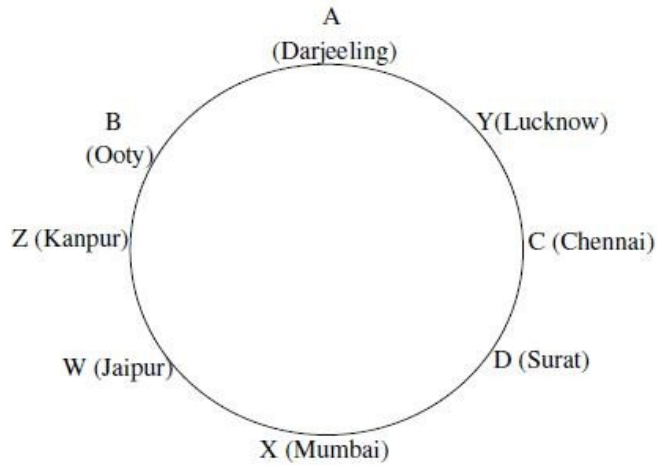 A
(Darjeeling)
B
(Ooty)
Y(Lucknow)
Z (Kanpur)
C (Chennai)
W (Jaipur)
D (Surat)
X (Mumbai)